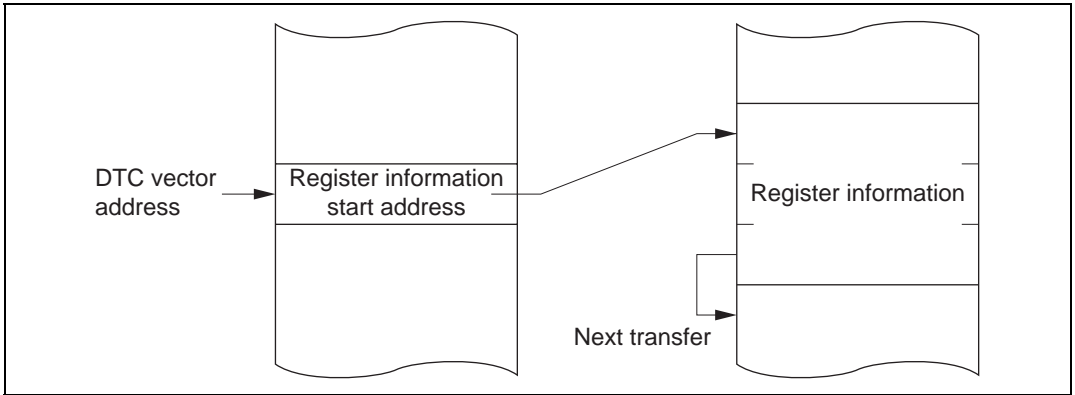 DTC vector
address
Register information
start address
Register information
Next transfer